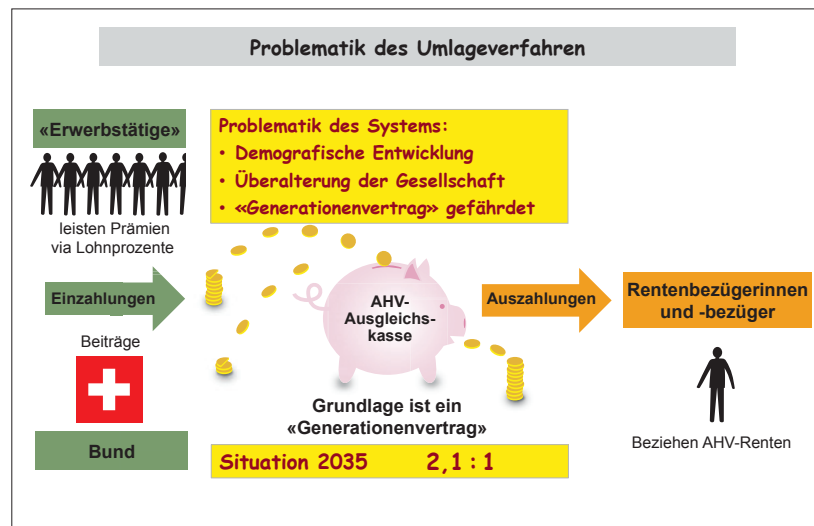 Problematik des Umlageverfahren
«Erwerbstätige»
leisten Prämien
via Lohnprozente
Problematik des Systems:
• Demografische Entwicklung
• Überalterung der Gesellschaft
• «Generationenvertrag» gefährdet
Einzahlungen
AHV-
Ausgleichs-
kasse
Auszahlungen
Rentenbezügerinnen
und -bezüger
Beiträge
Bund
Grundlage ist ein
«Generationenvertrag»
Beziehen AHV-Renten
Situation 2035 2,1 : 1